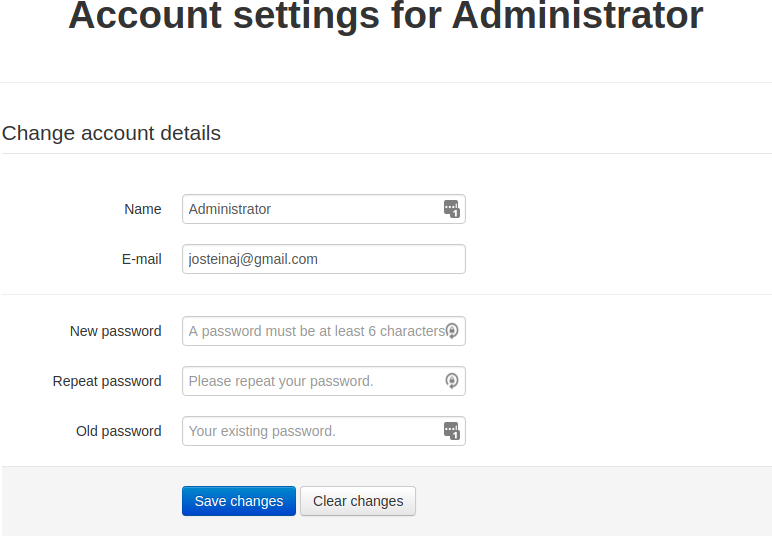 Account settings for Administrator
Change account details
Name Administrator
E-mail josteinaj@gmail.com
New password A password must be at least 6 characters
Repeat password Please repeat your password.
Old password Your existing password.
Save changes Clear changes